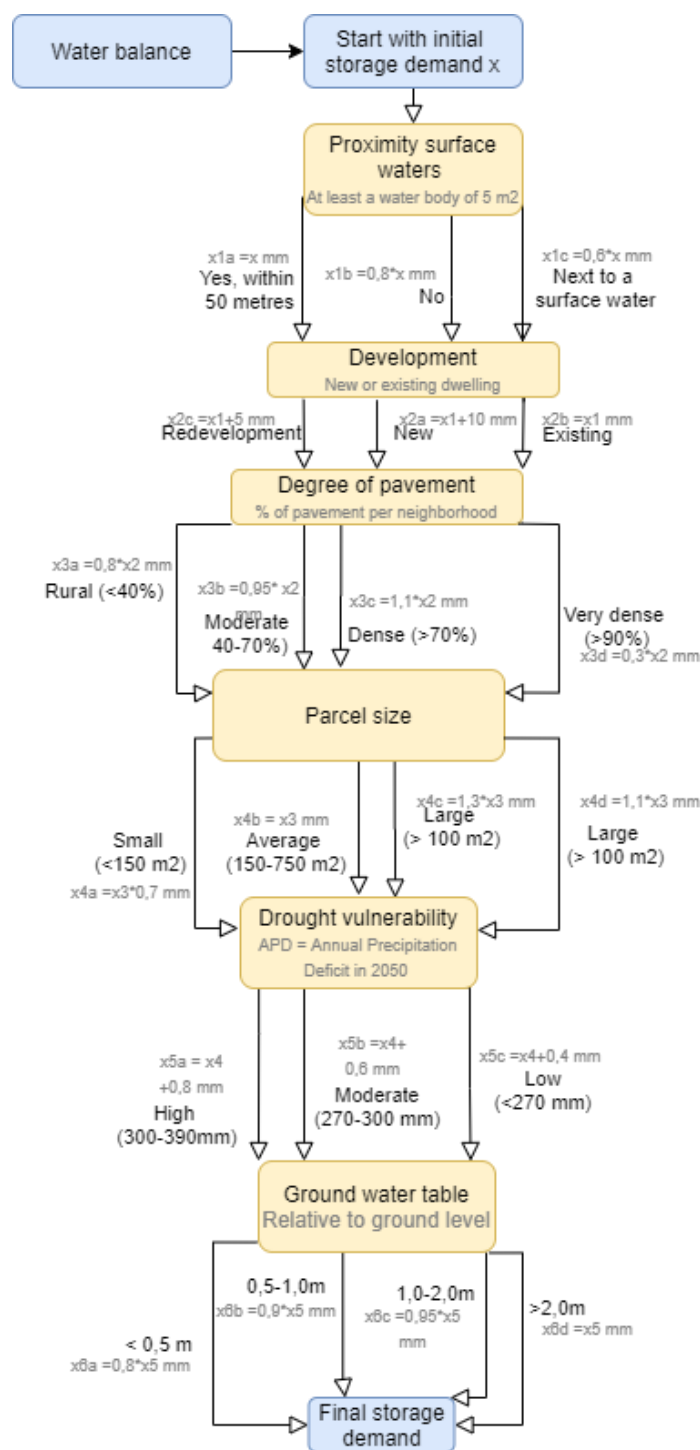 Water balance
Start with initial
storage demand x
Proximity surface
waters
At least a water body of 5 m2
x1a =x mm
Yes, within
50 metres
x1b =0,8*x mm
No
x1c =0,6*x mm
Next to a
surface water
Development
New or existing dwelling
x2c =x1+5 mm
Redevelopment
x2a =x1+10 mm
New
x2b =x1 mm
Existing
Degree of pavement
% of pavement per neighborhood
x3a =0,8*x2 mm
Rural (<40%)
x3b =0,95* x2
mm
Moderate
40-70%)
x3c =1,1*x2 mm
Dense (>70%)
Very dense
(>90%)
x3d =0,3*x2 mm
Parcel size
Small
(<150 m2)
x4a =x3*0,7 mm
x4b = x3 mm
Average
(150-750 m2)
x4c =1,3*x3 mm
Large
(> 100 m2)
x4d =1,1*x3 mm
Large
(> 100 m2)
Drought vulnerability
APD = Annual Precipitation
Deficit in 2050
x5a = x4
+0,8 mm
High
(300-390mm)
x5b =x4+
0,6 mm
Moderate
(270-300 mm)
x5c =x4+0,4 mm
Low
(<270 mm)
Ground water table
Relative to ground level
< 0,5 m
x6a =0,8*x5 mm
0,5-1,0m
x6b =0,9*x5 mm
1,0-2,0m
x6c =0,95*x5
mm
>2,0m
x6d =x5 mm
Final storage
demand